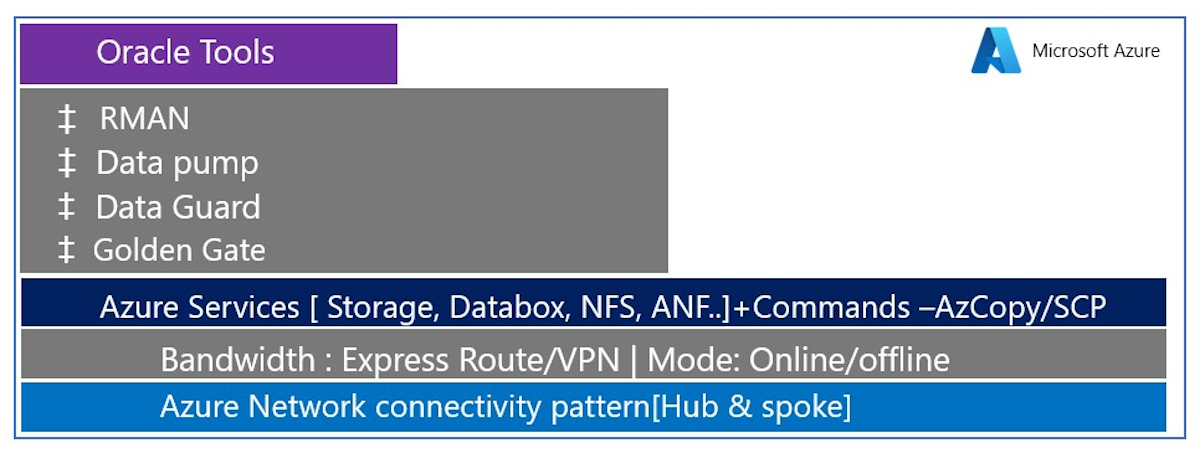 Oracle Tools
Microsoft Azure
‡ RMAN
‡ Data pump
‡ Data Guard
‡ Golden Gate
Azure Services [ Storage, Databox, NFS, ANF..]+Commands –AzCopy/SCP
Bandwidth : Express Route/VPN | Mode: Online/offline
Azure Network connectivity pattern[Hub & spoke]